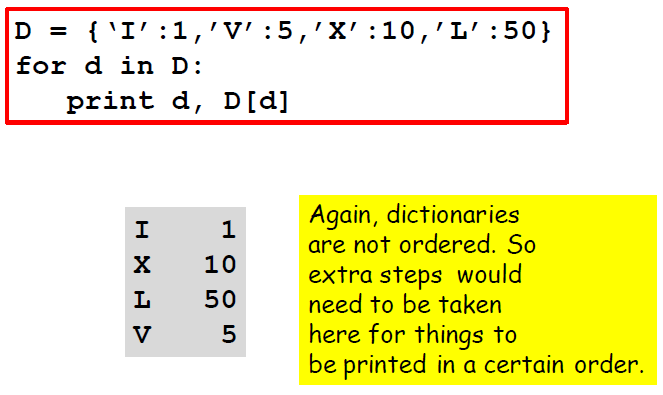 D = {‘I’:1,’V’:5,’X’:10,’L’:50}
for d in D:
   print d, D[d]
I 1
X 10
L 50
V 5
Again, dictionaries
are not ordered. So
extra steps would
need to be taken
here for things to
be printed in a certain order.